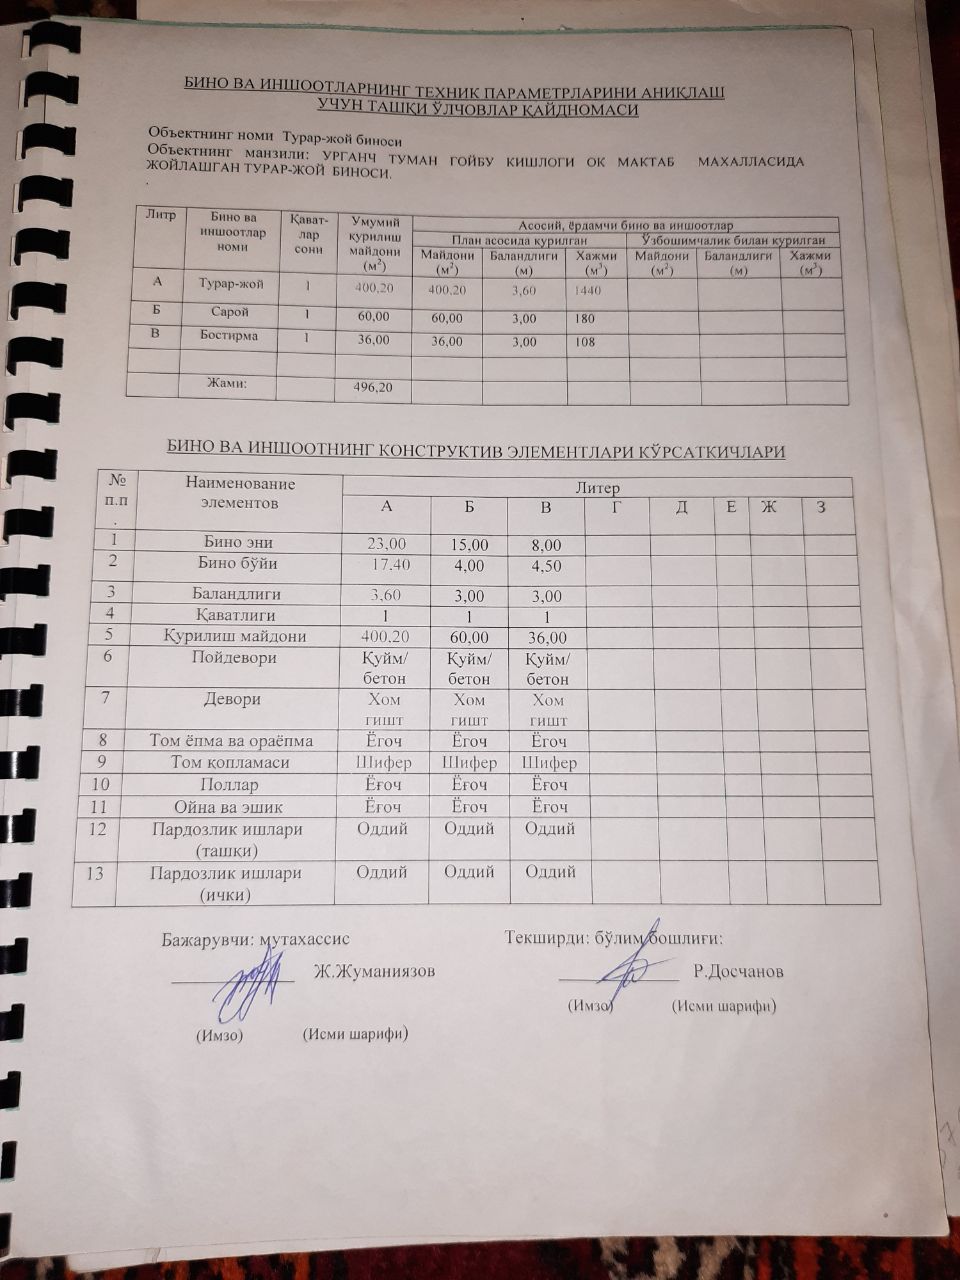 БИНО ВА ИНШООТЛАРНИНГ ТЕХНИК ПАРАМЕТРЛАРИНИ АНИҚЛАШ
УЧУН ТАШҚИ ЎЛЧОВЛАР ҚАЙДНОМАСИ
Объектнинг номи Турар-жой биноси
Объектнинг манзили: УРГАНЧ ТУМАН ГОЙБУ КИШЛОГИ ОК МАКТАБ МАХАЛЛАСИДА
ЖОЙЛАШГАН ТУРАР-ЖОЙ БИНОСИ.
Литр Бино ва иншоотлар номи Қават-лар сони Умумий қурилиш майдони (м²) Асосий, ёрдамчи бино ва иншоотлар
План асосида қурилган Ўзбошимчалик билан қурилган
Майдони (м²) Баландлиги (м) Хажми (м³) Майдони (м²) Баландлиги (м) Хажми (м³)
А Турар-жой 1 400,20 400,20 3,60 1440
Б Сарой 1 60,00 60,00 3,00 180
В Бостирма 1 36,00 36,00 3,00 108
Жами: 496,20
БИНО ВА ИНШООТНИНГ КОНСТРУКТИВ ЭЛЕМЕНТЛАРИ КЎРСАТКИЧЛАРИ
№ п.п. Наименование элементов Литер
А Б В Г Д Е Ж З
1 Бино эни 23,00 15,00 8,00
2 Бино бўйи 17.40 4,00 4,50
3 Баландлиги 3,60 3,00 3,00
4 Қаватлиги 1 1 1
5 Қурилиш майдони 400,20 60,00 36,00
6 Пойдевори Қуйм/ бетон Қуйм/ бетон Қуйм/ бетон
7 Девори Хом гишт Хом гишт Хом гишт
8 Том ёпма ва ораёпма Ёғоч Ёғоч Ёғоч
9 Том қопламаси Шифер Шифер Шифер
10 Поллар Ёғоч Ёғоч Ёғоч
11 Ойна ва эшик Ёғоч Ёғоч Ёғоч
12 Пардозлик ишлари (ташқи) Оддий Оддий Оддий
13 Пардозлик ишлари (ички) Оддий Оддий Оддий
Бажарувчи: мутахассис Текширди: бўлим бошлиғи:
Ж.Жуманиязов Р.Досчанов
(Имзо) (Исми шарифи) (Имзо) (Исми шарифи)